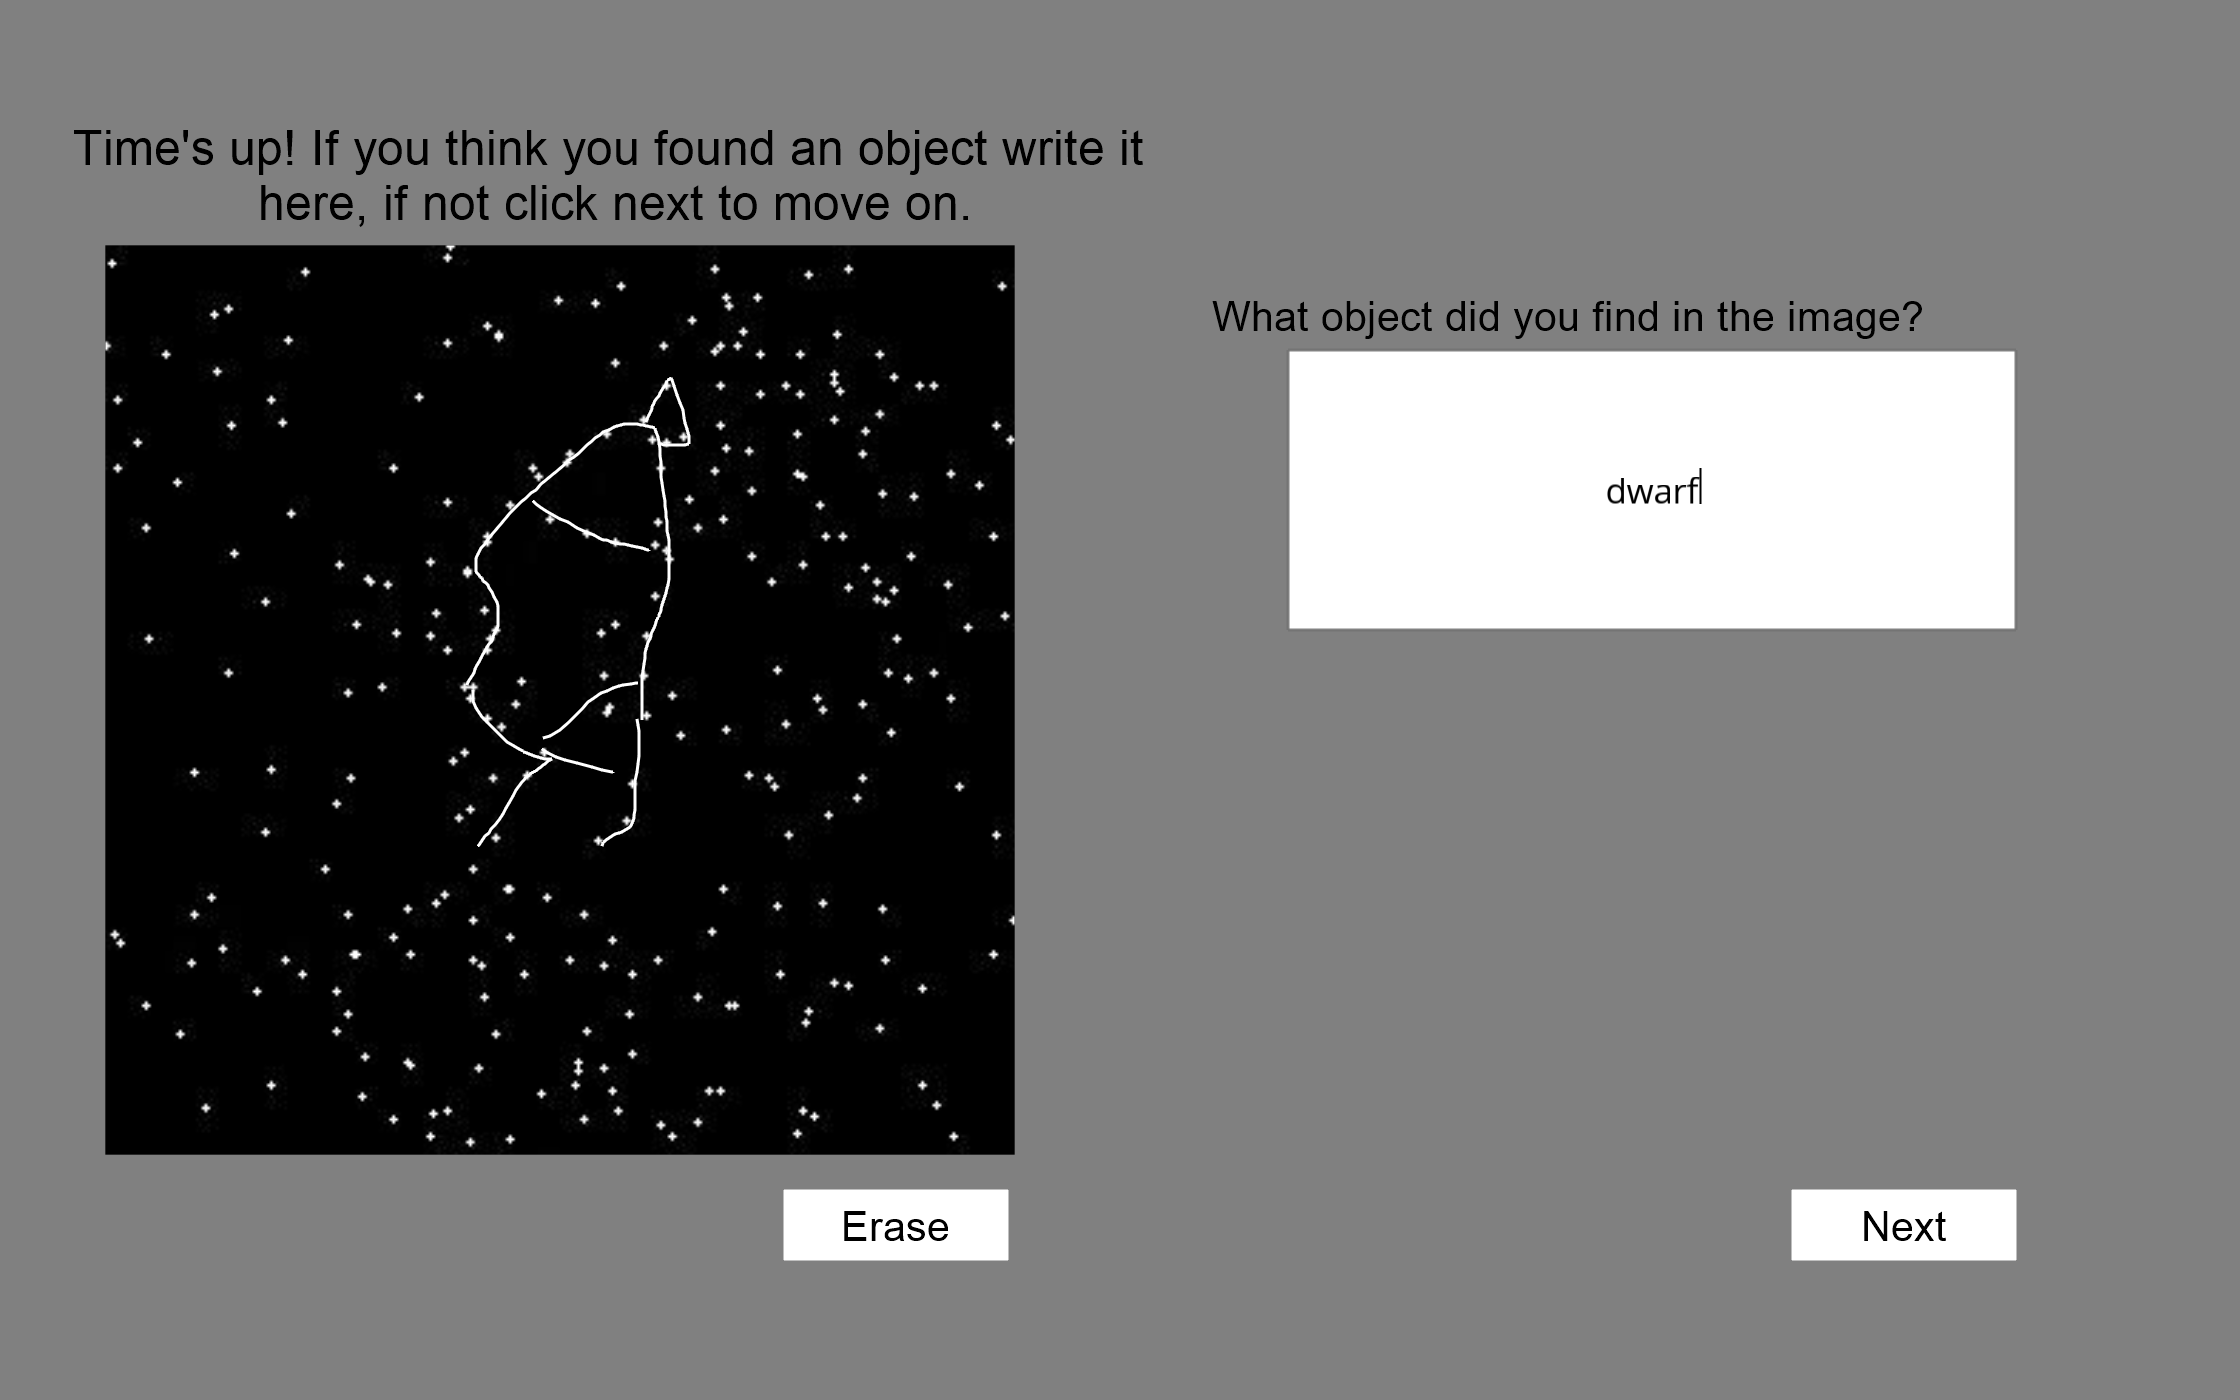 Time's up! If you think you found an object write it
here, if not click next to move on.
What object did you find in the image?
dwarf
Erase
Next